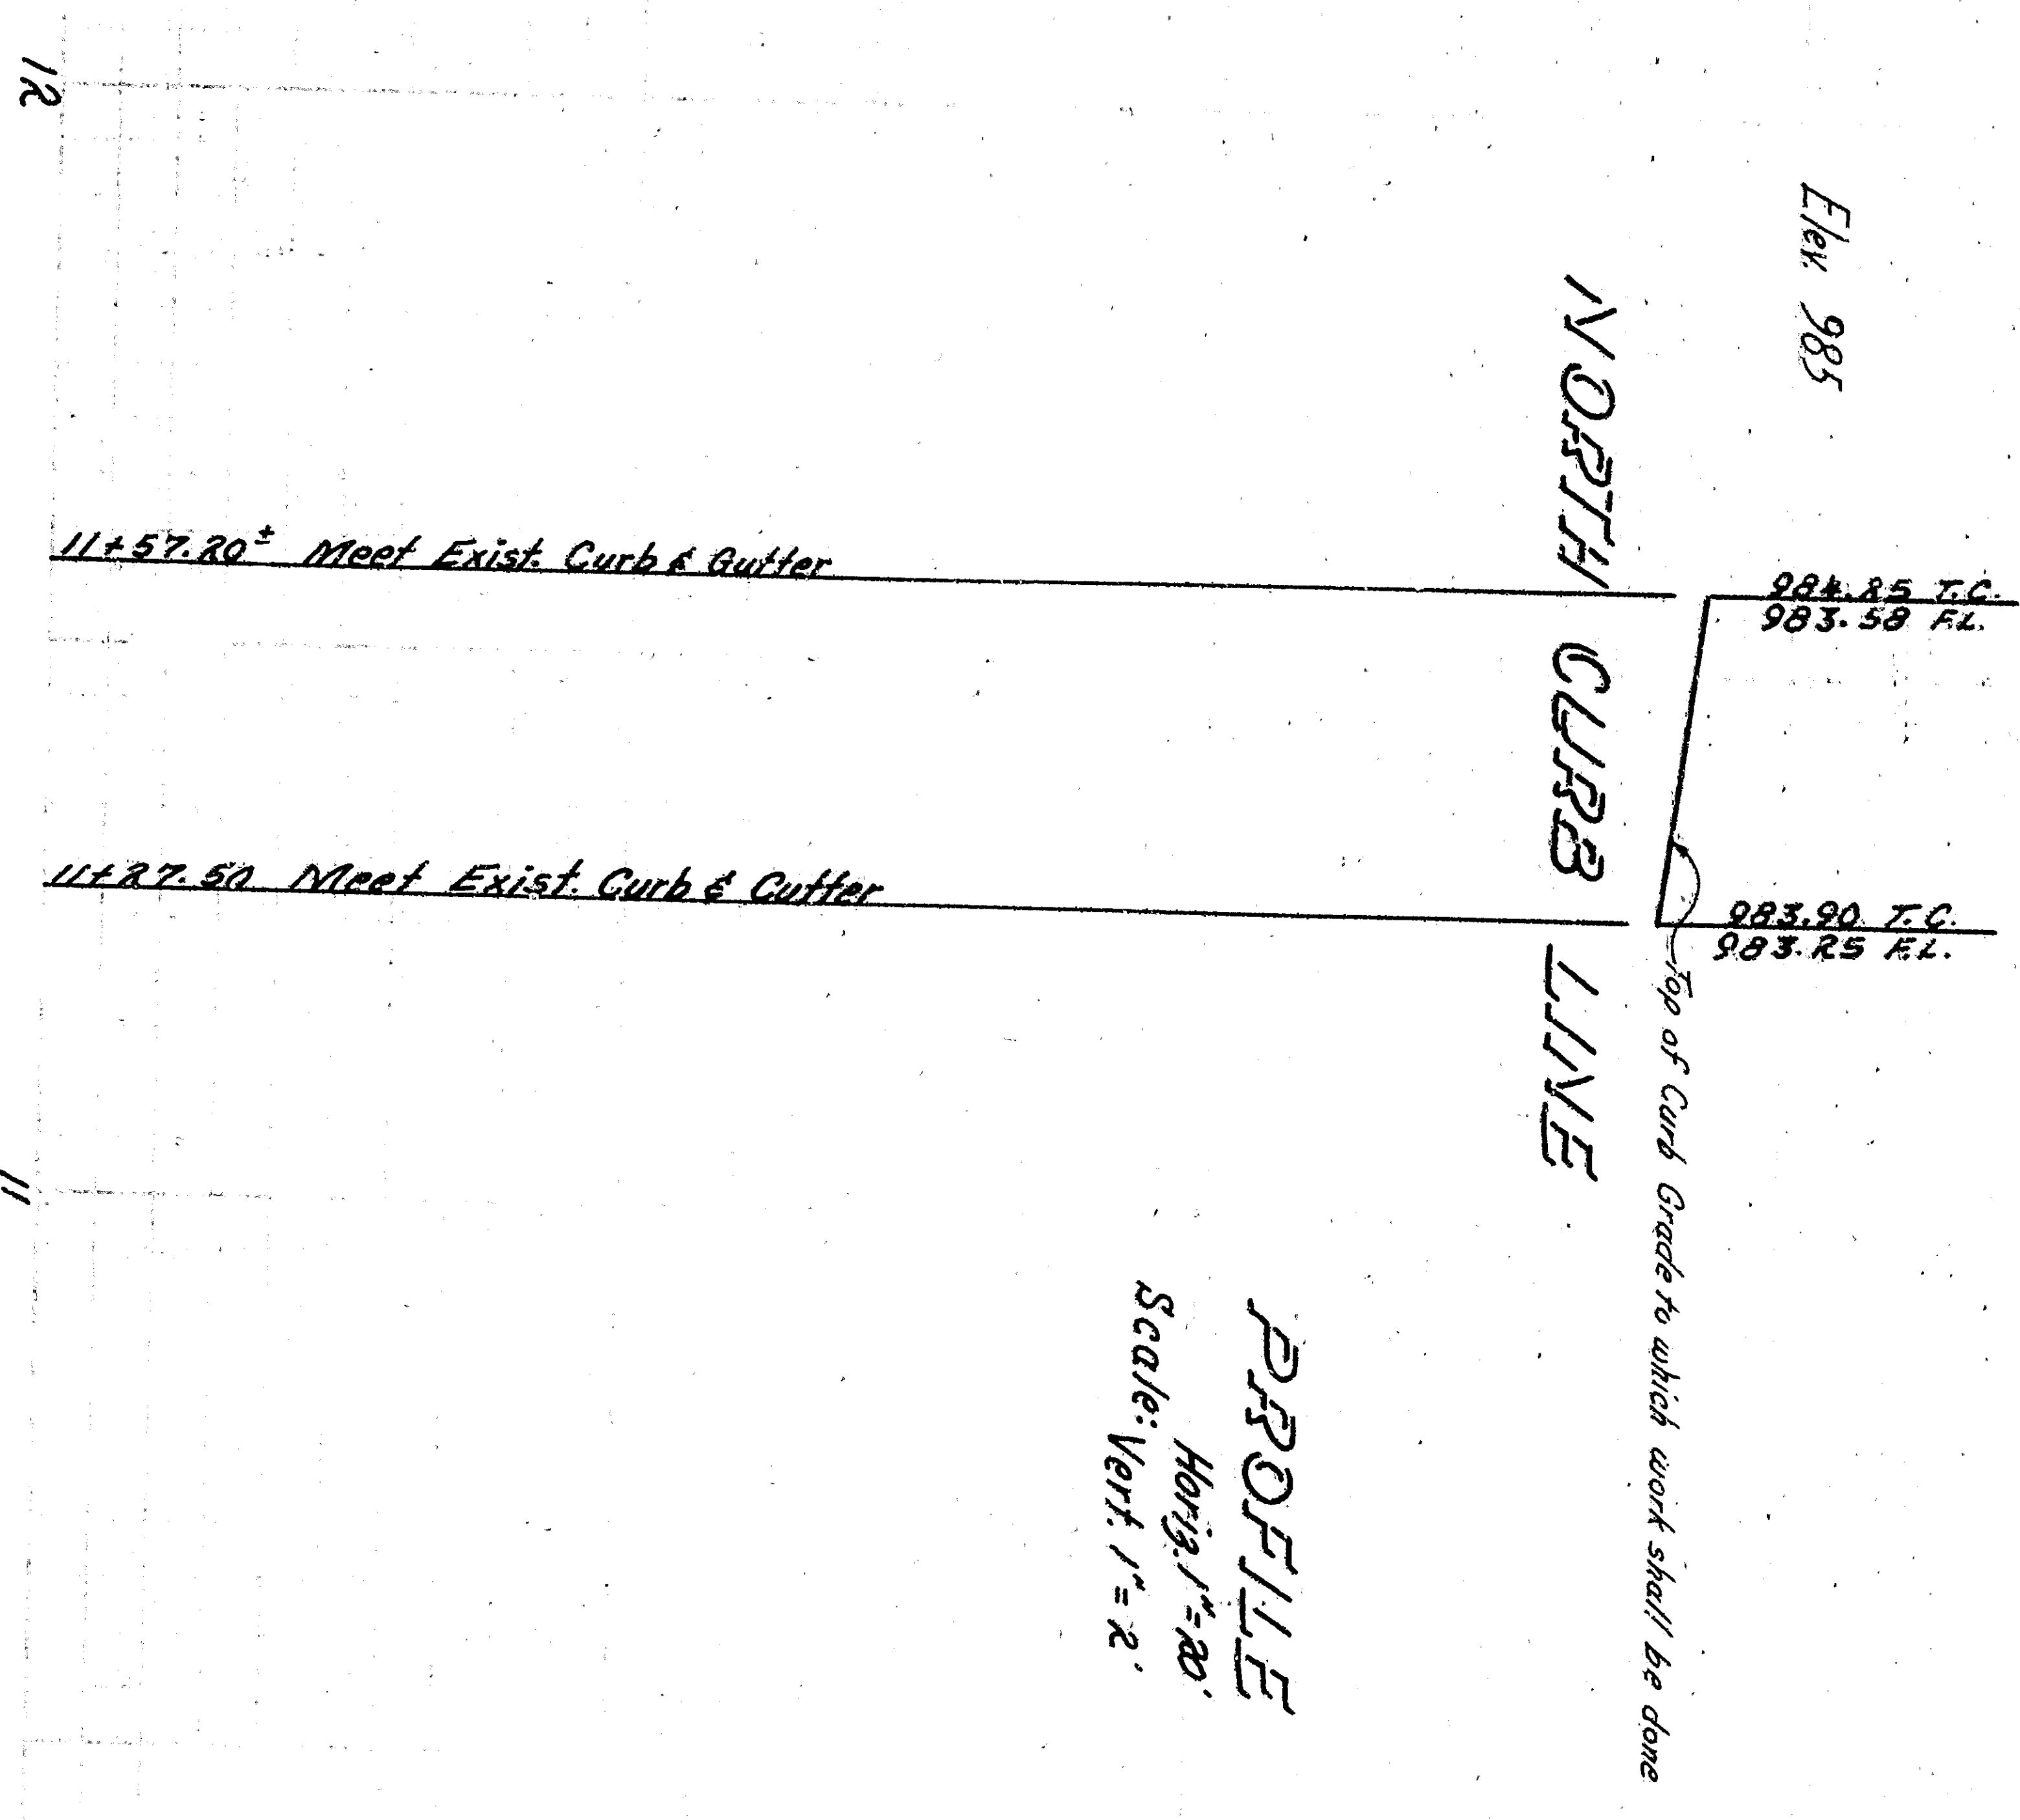 12
Elev. 985
11+57.20± Meet Exist. Curb & Gutter
984.25 T.C.
983.58 F.L.
NORTH CURB LINE
11+27.50 Meet Exist. Curb & Cutter
983.90 T.C.
983.25 F.L.
Top of Curb Grade to which work shall be done
11
PROFILE
Horiz. 1"=20'
Scale: Vert. 1"=2'